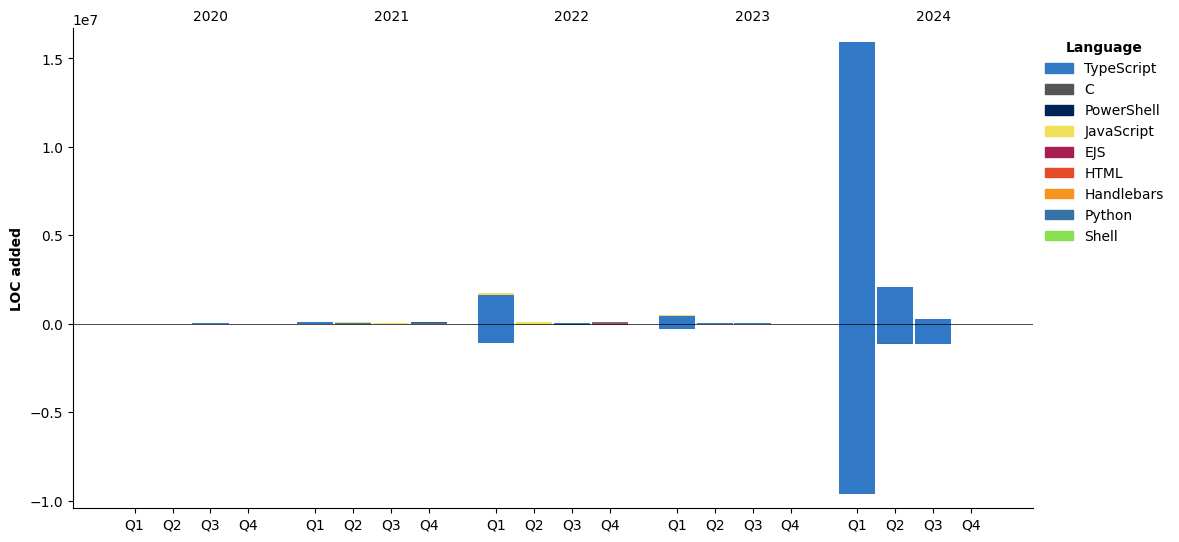 1e7
2020 2021 2022 2023 2024
Language
TypeScript
C
PowerShell
JavaScript
EJS
HTML
Handlebars
Python
Shell
LOC added
1.5
1.0
0.5
0.0
−0.5
−1.0
Q1 Q2 Q3 Q4 Q1 Q2 Q3 Q4 Q1 Q2 Q3 Q4 Q1 Q2 Q3 Q4 Q1 Q2 Q3 Q4